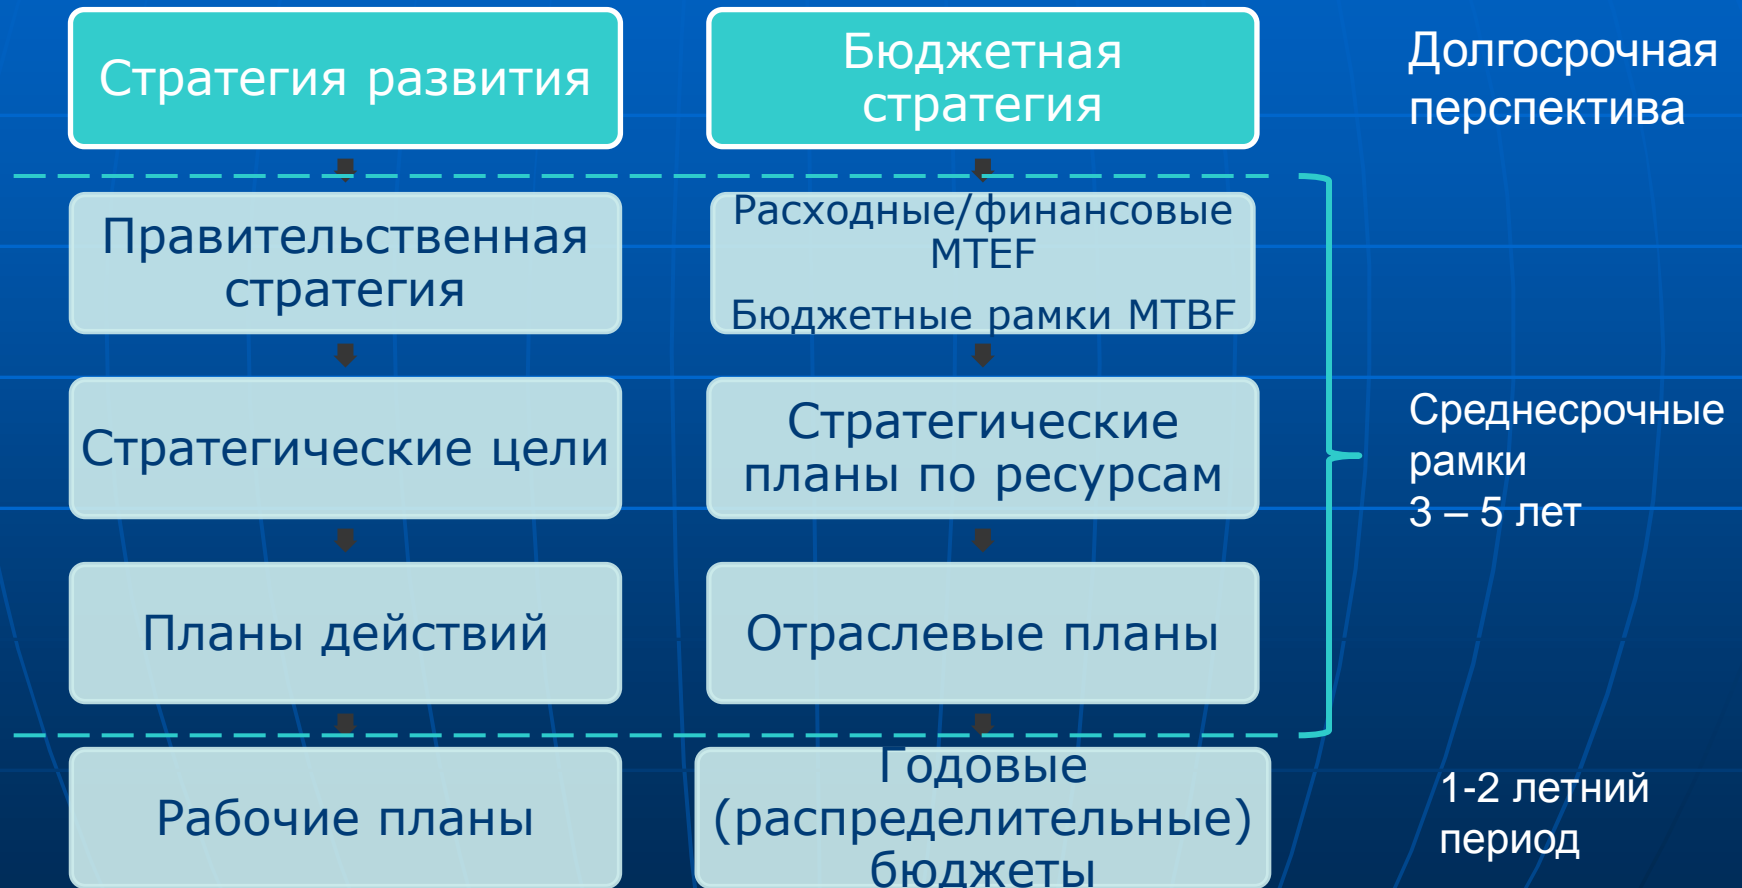 Стратегия развития
Бюджетная
стратегия
Долгосрочная
перспектива
Правительственная
стратегия
Расходные/финансовые
MTEF
Бюджетные рамки MTBF
Стратегические цели
Стратегические
планы по ресурсам
Среднесрочные
рамки
3 – 5 лет
Планы действий
Отраслевые планы
Рабочие планы
Годовые
(распределительные)
бюджеты
1-2 летний
период